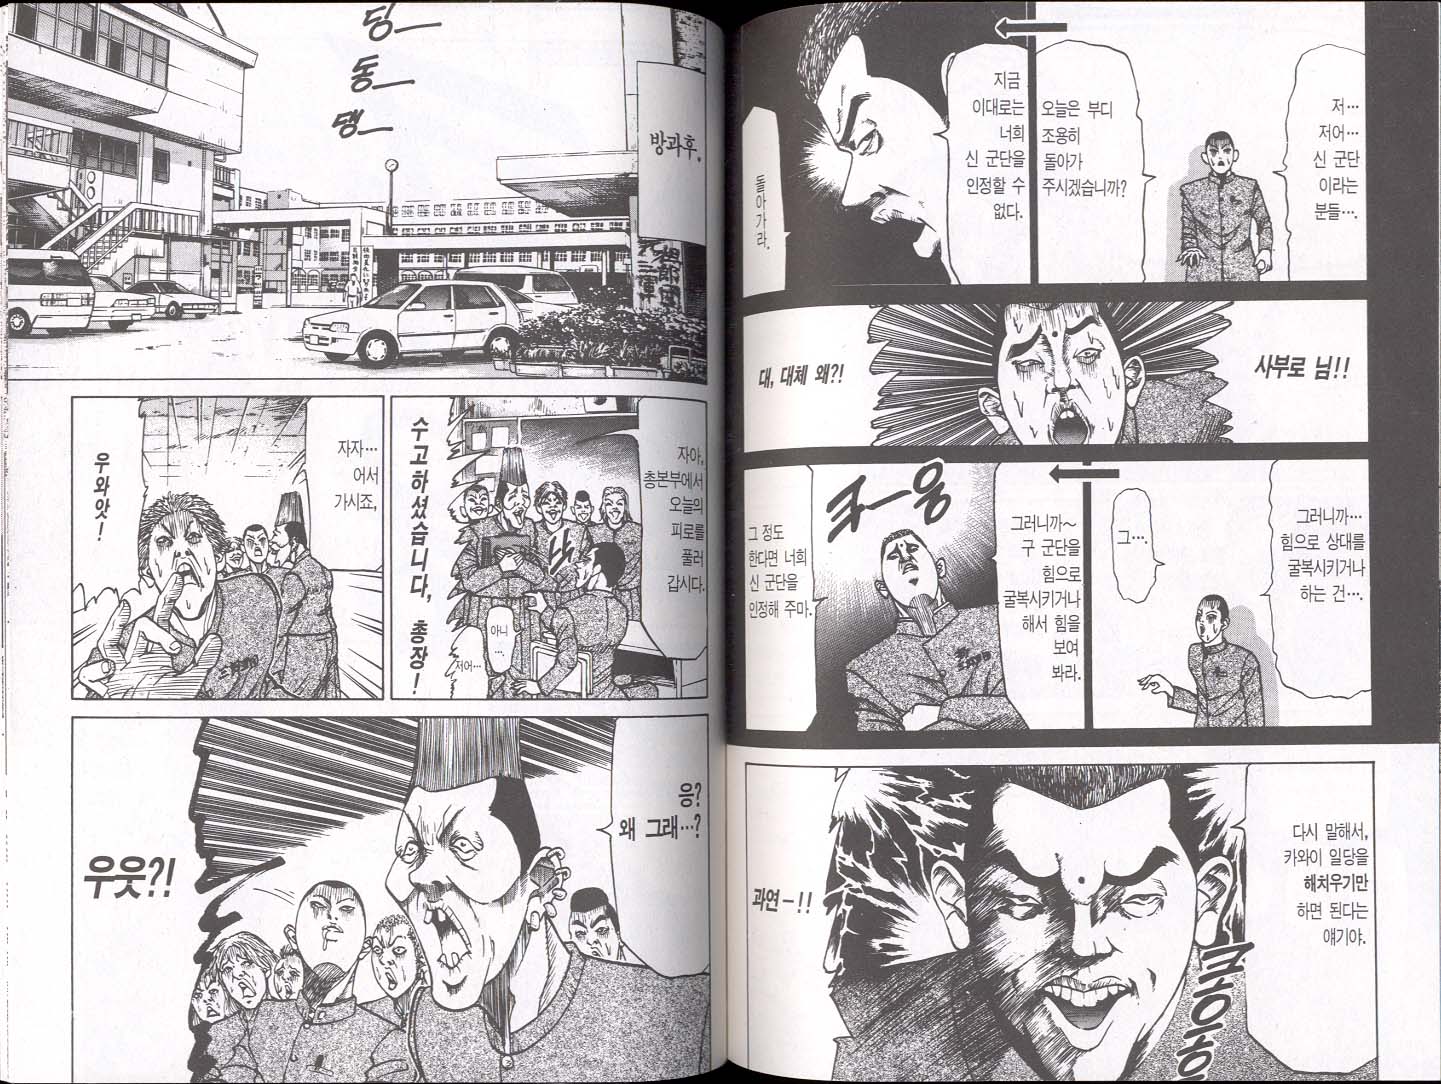 저…
저어…
신 군단
이라는
분들….
오늘은 부디
조용히
돌아가
주시겠습니까?
지금
이대로는
너희
신 군단을
인정할 수
없다.
돌아가라.
사부로 님!!
대, 대체 왜?!
그러니까…
힘으로 상대를
굴복시키거나
하는 건….
그….
그러니까~
구 군단을
힘으로
굴복시키거나
해서 힘을
보여
봐라.
그 정도
한다면 너희
신 군단을
인정해 주마.
다시 말해서,
카와이 일당을
해치우기만
하면 된다는
얘기야.
과연-!!
딩
동
댕
방과후.
자아,
총본부에서
오늘의
피로를
풀러
갑시다.
아니
….
저어…
수고하셨습니다, 총장!
자자…
어서
가시죠,
우와앗!
응?
왜 그래…?
우웃?!